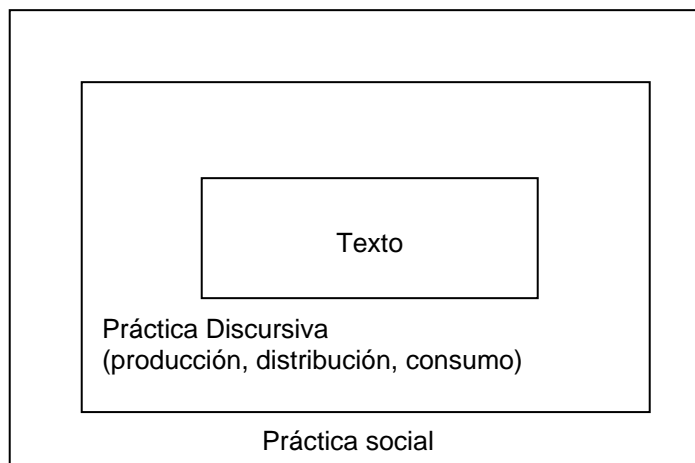 Texto
Práctica Discursiva
(producción, distribución, consumo)
Práctica social